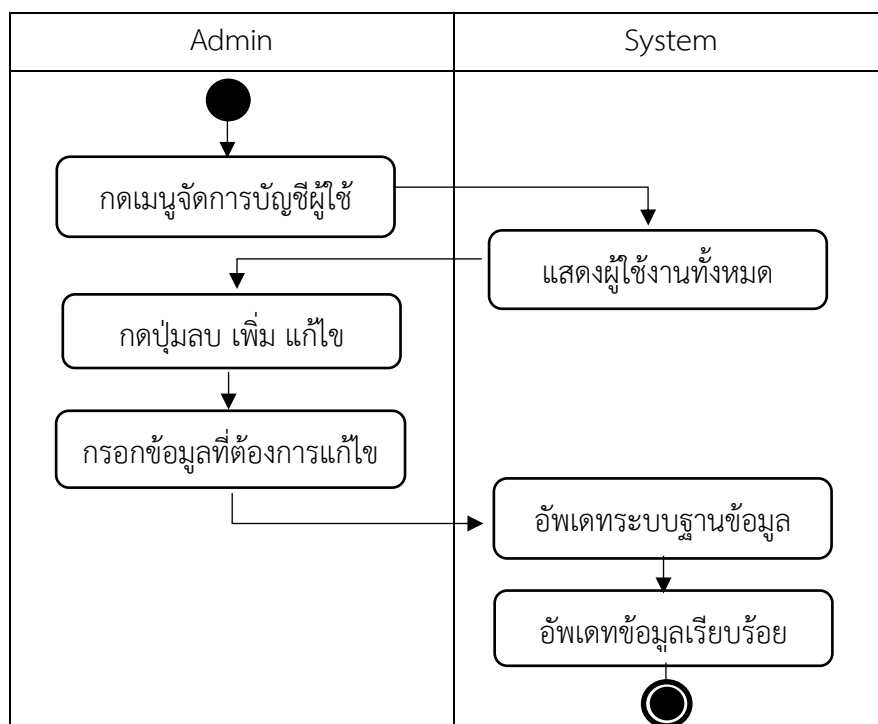 Admin
System
กดเมนูจัดการบัญชีผู้ใช้
แสดงผู้ใช้งานทั้งหมด
กดปุ่มลบ เพิ่ม แก้ไข
กรอกข้อมูลที่ต้องการแก้ไข
อัพเดทระบบฐานข้อมูล
อัพเดทข้อมูลเรียบร้อย